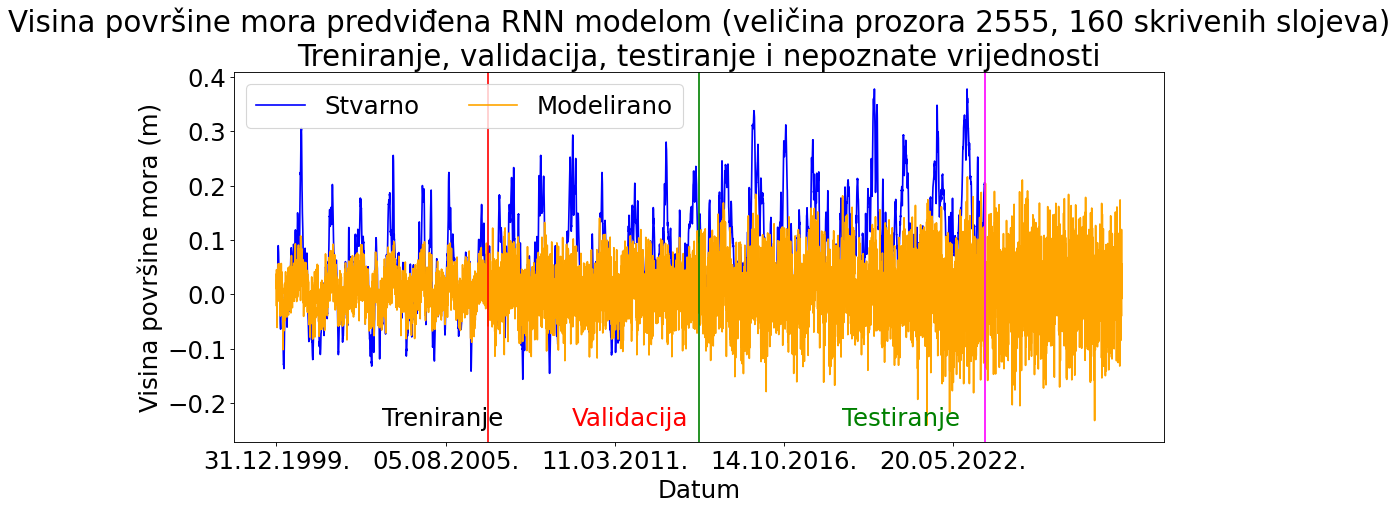 Visina površine mora predviđena RNN modelom (veličina prozora 2555, 160 skrivenih slojeva)
Treniranje, validacija, testiranje i nepoznate vrijednosti
Stvarno Modelirano
Visina površine mora (m)
0.4
0.3
0.2
0.1
0.0
−0.1
−0.2
Treniranje Validacija Testiranje
31.12.1999. 05.08.2005. 11.03.2011. 14.10.2016. 20.05.2022.
Datum